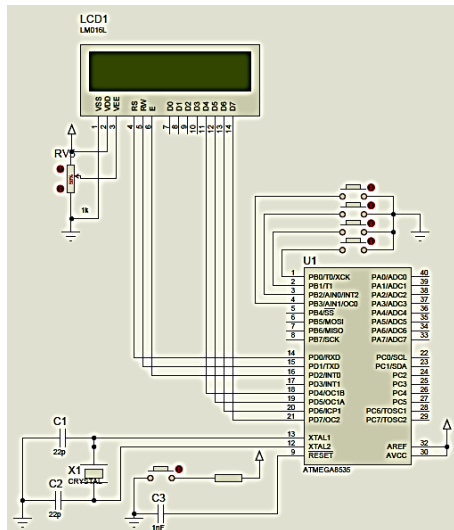 LCD1
LM016L
VSS VDD VEE RS RW E D0 D1 D2 D3 D4 D5 D6 D7
1 2 3 4 5 6 7 8 9 10 11 12 13 14
RV5
50%
1k
U1
1 PB0/T0/XCK PA0/ADC0 40
2 PB1/T1 PA1/ADC1 39
3 PB2/AIN0/INT2 PA2/ADC2 38
4 PB3/AIN1/OC0 PA3/ADC3 37
5 PB4/SS PA4/ADC4 36
6 PB5/MOSI PA5/ADC5 35
7 PB6/MISO PA6/ADC6 34
8 PB7/SCK PA7/ADC7 33
14 PD0/RXD PC0/SCL 22
15 PD1/TXD PC1/SDA 23
16 PD2/INT0 PC2 24
17 PD3/INT1 PC3 25
18 PD4/OC1B PC4 26
19 PD5/OC1A PC5 27
20 PD6/ICP1 PC6/TOSC1 28
21 PD7/OC2 PC7/TOSC2 29
13 XTAL1
12 XTAL2 AREF 32
9 RESET AVCC 30
ATMEGA8535
C1
22p
X1
CRYSTAL
C2
22p
C3
1nF